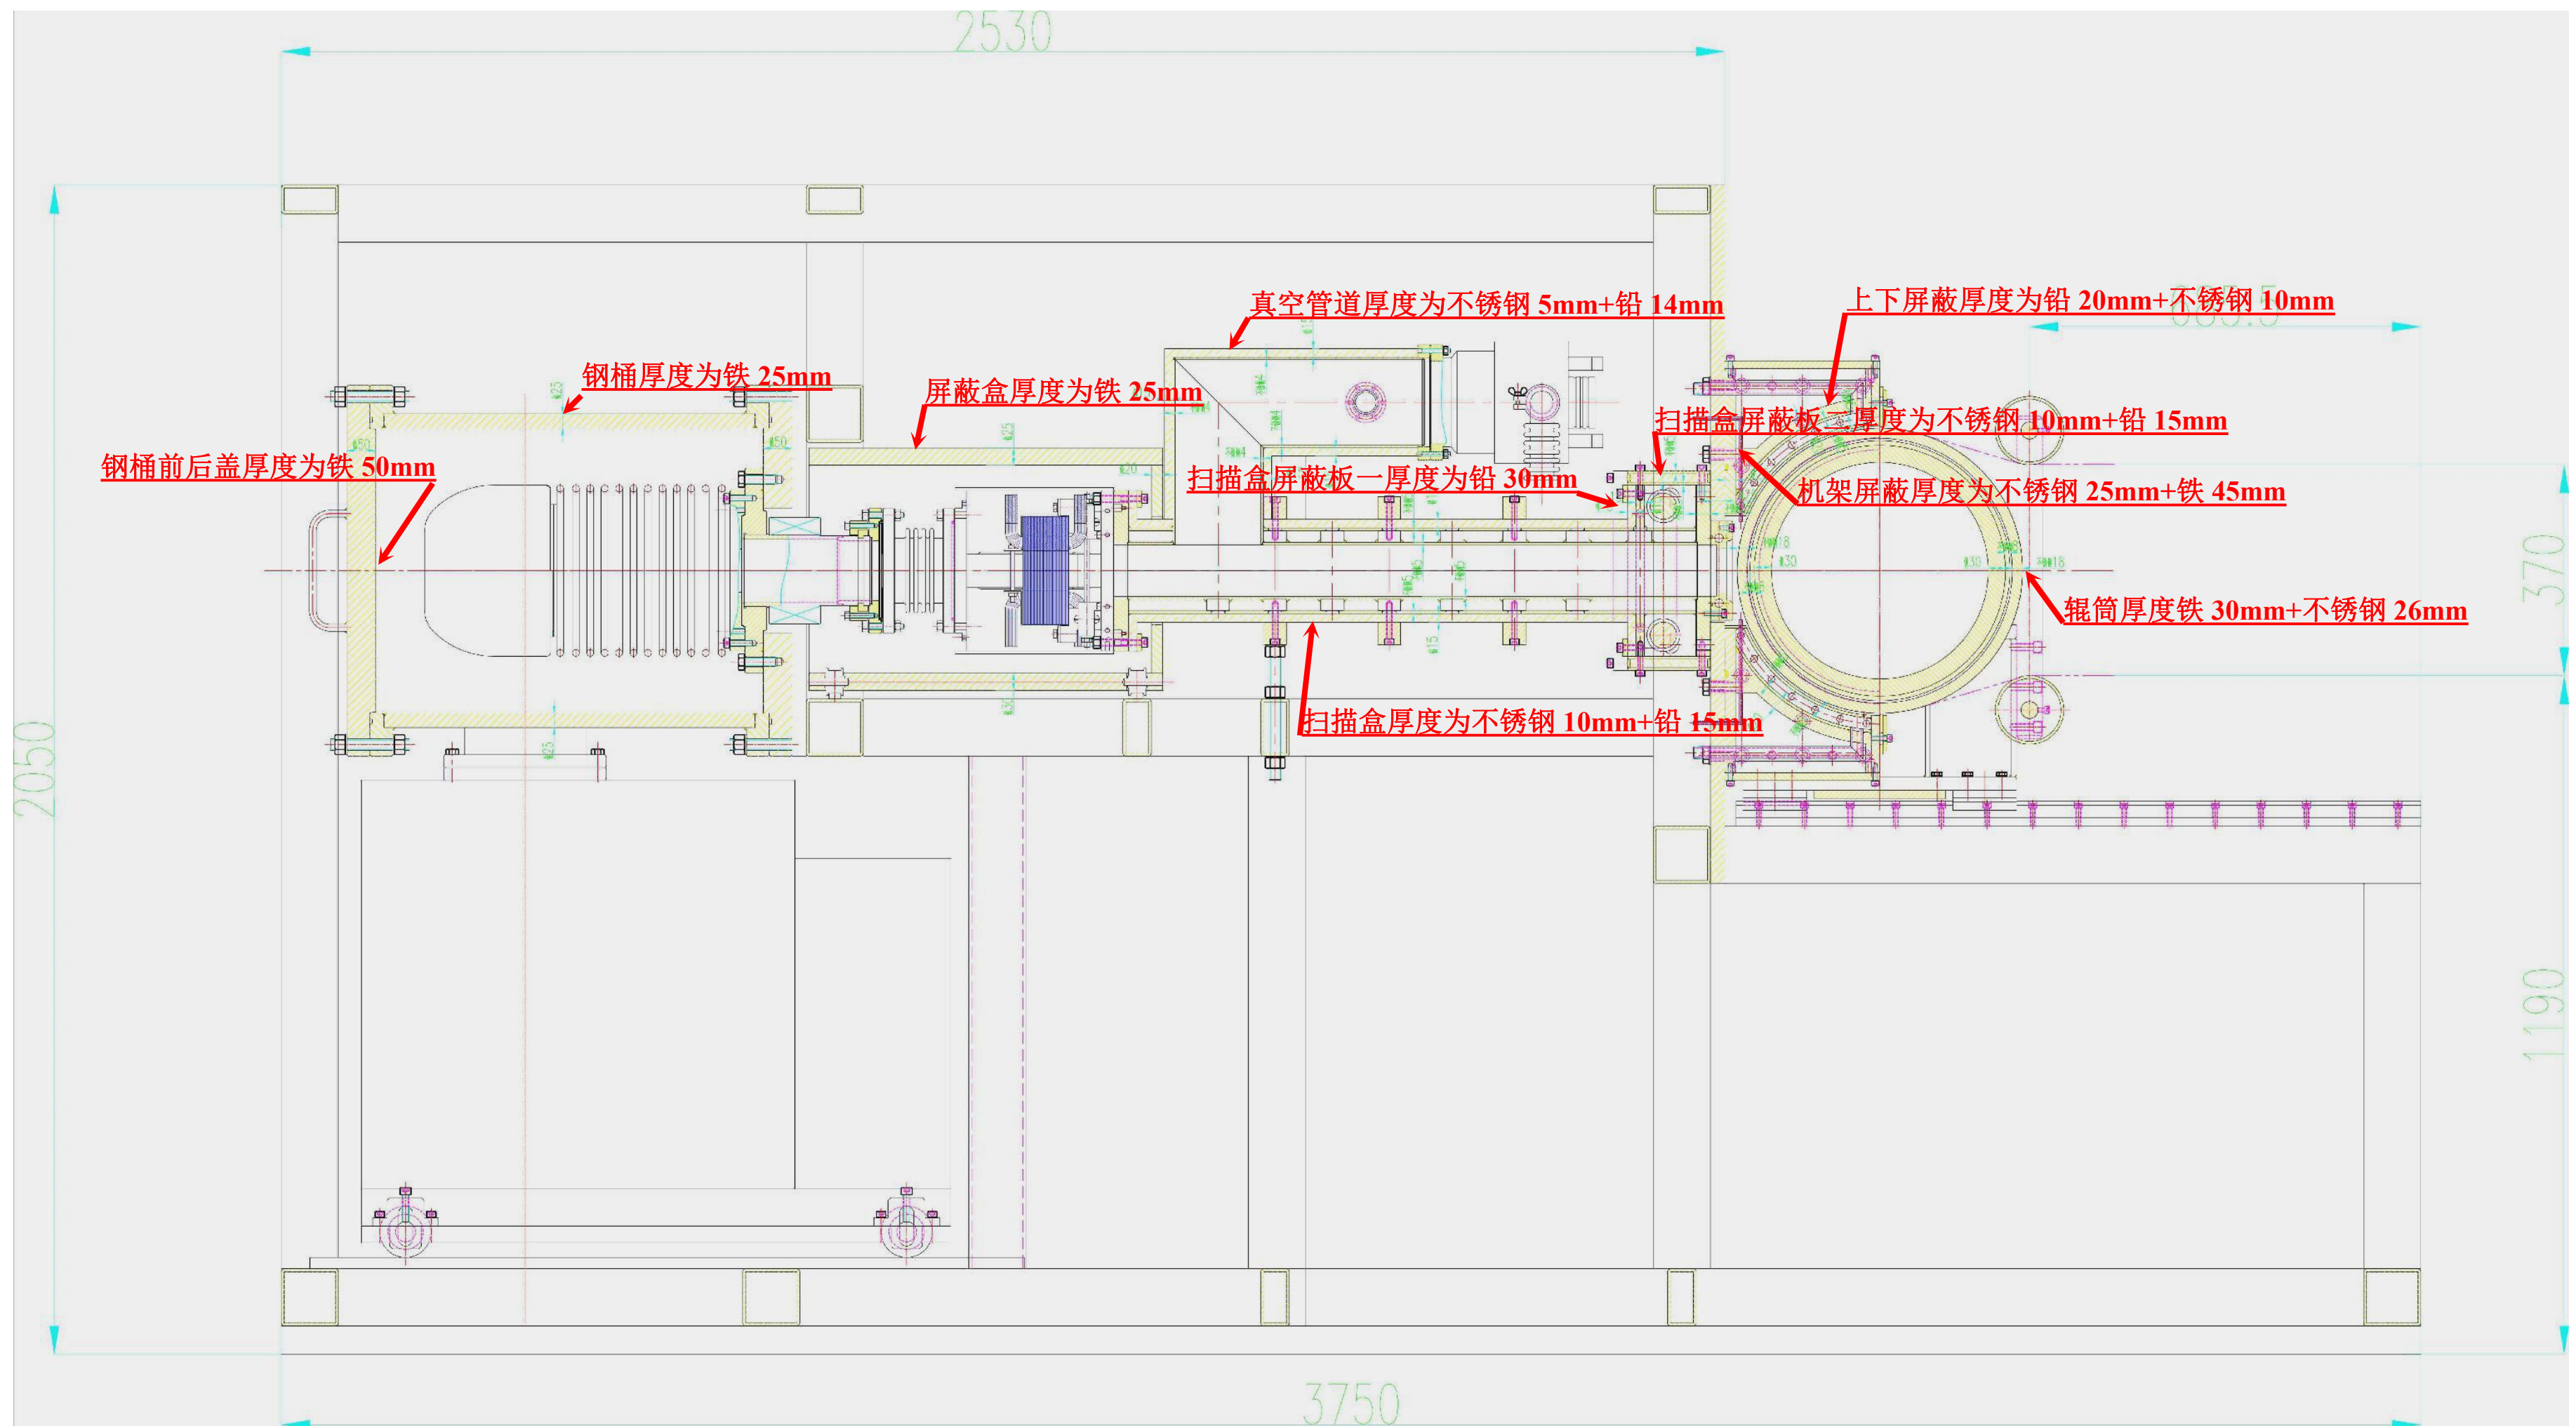 2530
真空管道厚度为不锈钢 5mm+铅 14mm
上下屏蔽厚度为铅 20mm+不锈钢 10mm
钢桶厚度为铁 25mm
屏蔽盒厚度为铁 25mm
扫描盒屏蔽板二厚度为不锈钢 10mm+铅 15mm
钢桶前后盖厚度为铁 50mm
扫描盒屏蔽板一厚度为铅 30mm
机架屏蔽厚度为不锈钢 25mm+铁 45mm
370
辊筒厚度铁 30mm+不锈钢 26mm
扫描盒厚度为不锈钢 10mm+铅 15mm
2050
1190
3750